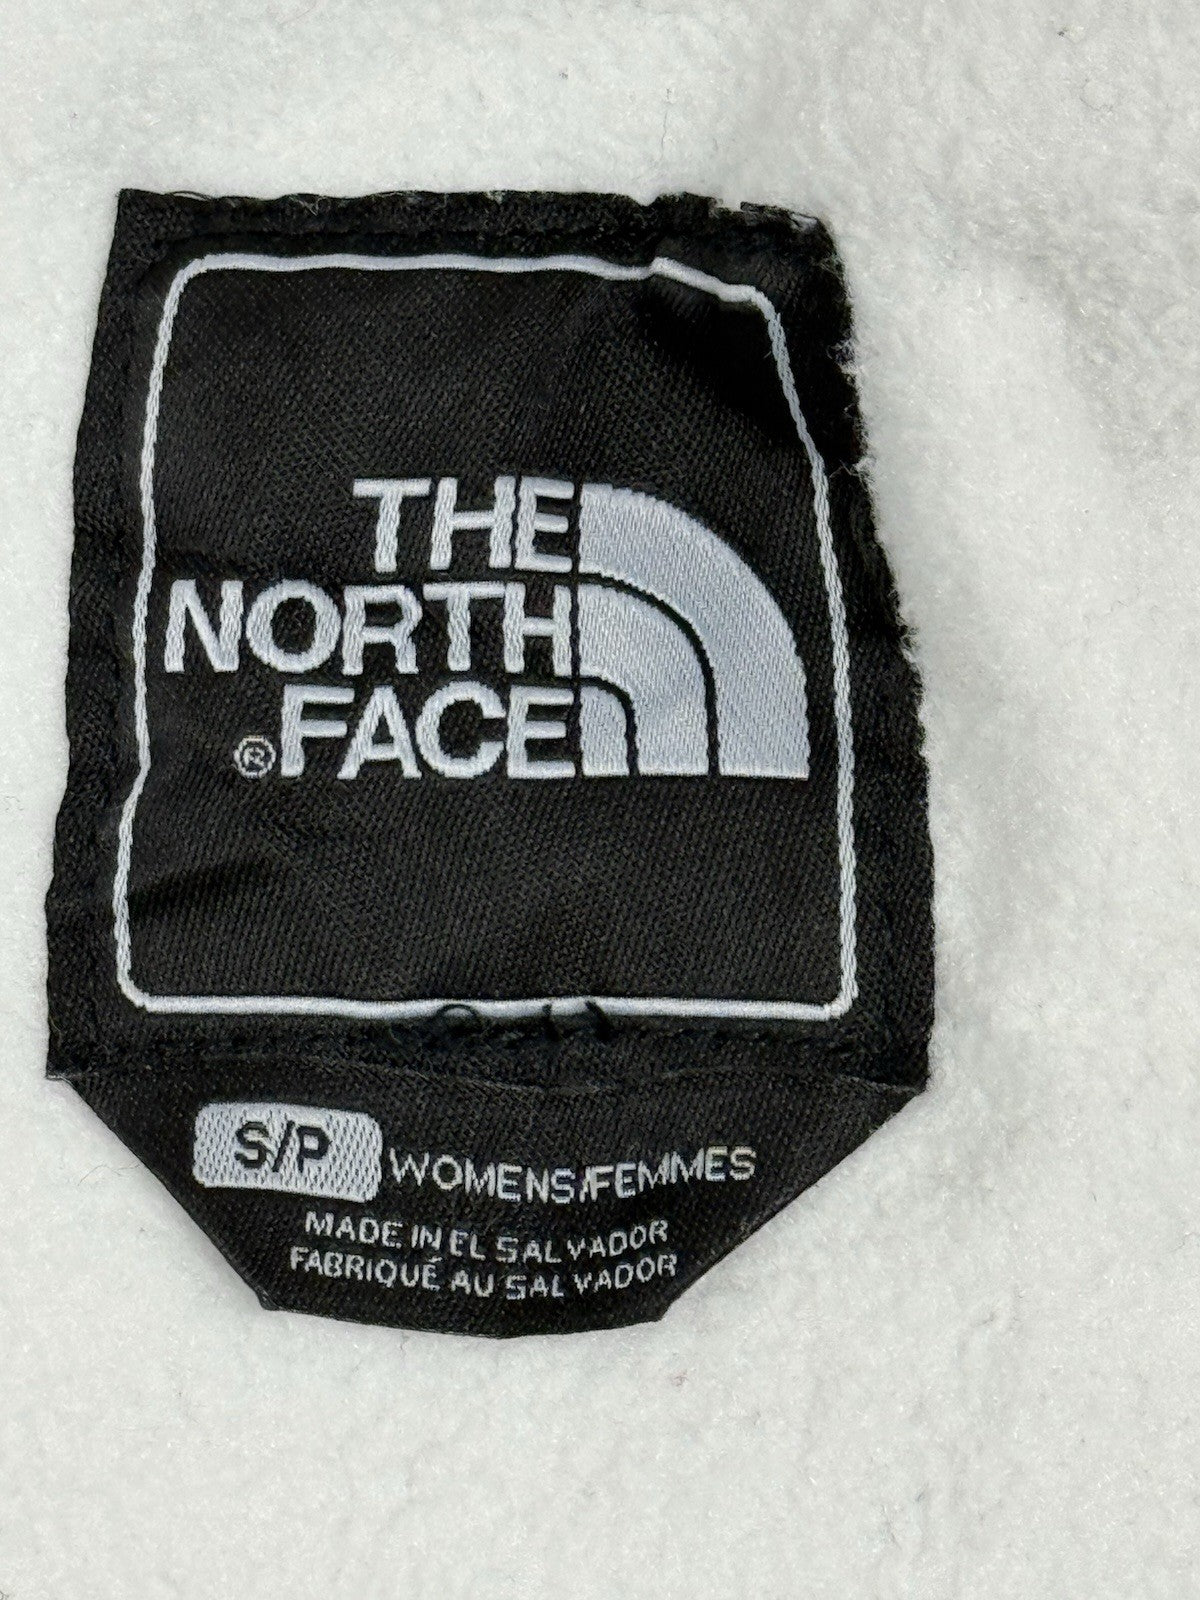 THE
NORTH
® FACE
S/P WOMENS/FEMMES
MADE IN EL SALVADOR
FABRIQUÉ AU SALVADOR